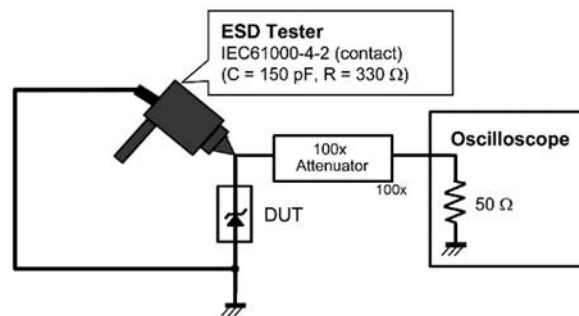 ESD Tester
IEC61000-4-2 (contact)
(C = 150 pF, R = 330 Ω)
100x
Attenuator
100x
Oscilloscope
50 Ω
DUT